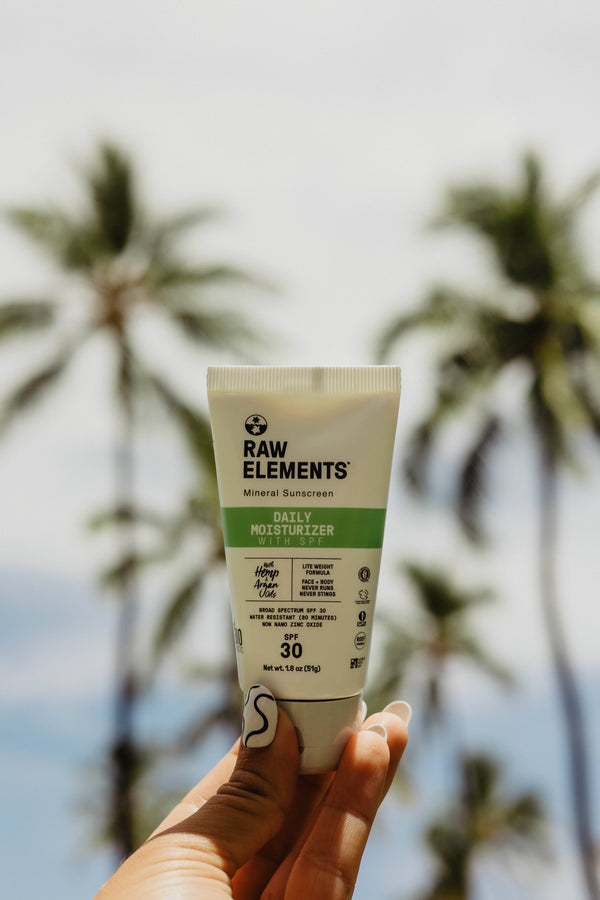 RAW
ELEMENTS
Mineral Sunscreen
DAILY
MOISTURIZER
WITH SPF
with
Hemp
Argan
Oils
LITE WEIGHT
FORMULA
FACE + BODY
NEVER RUNS
NEVER STINGS
BROAD SPECTRUM SPF 30
WATER RESISTANT (80 MINUTES)
NON NANO ZINC OXIDE
SPF
30
Net wt. 1.8 oz (51g)